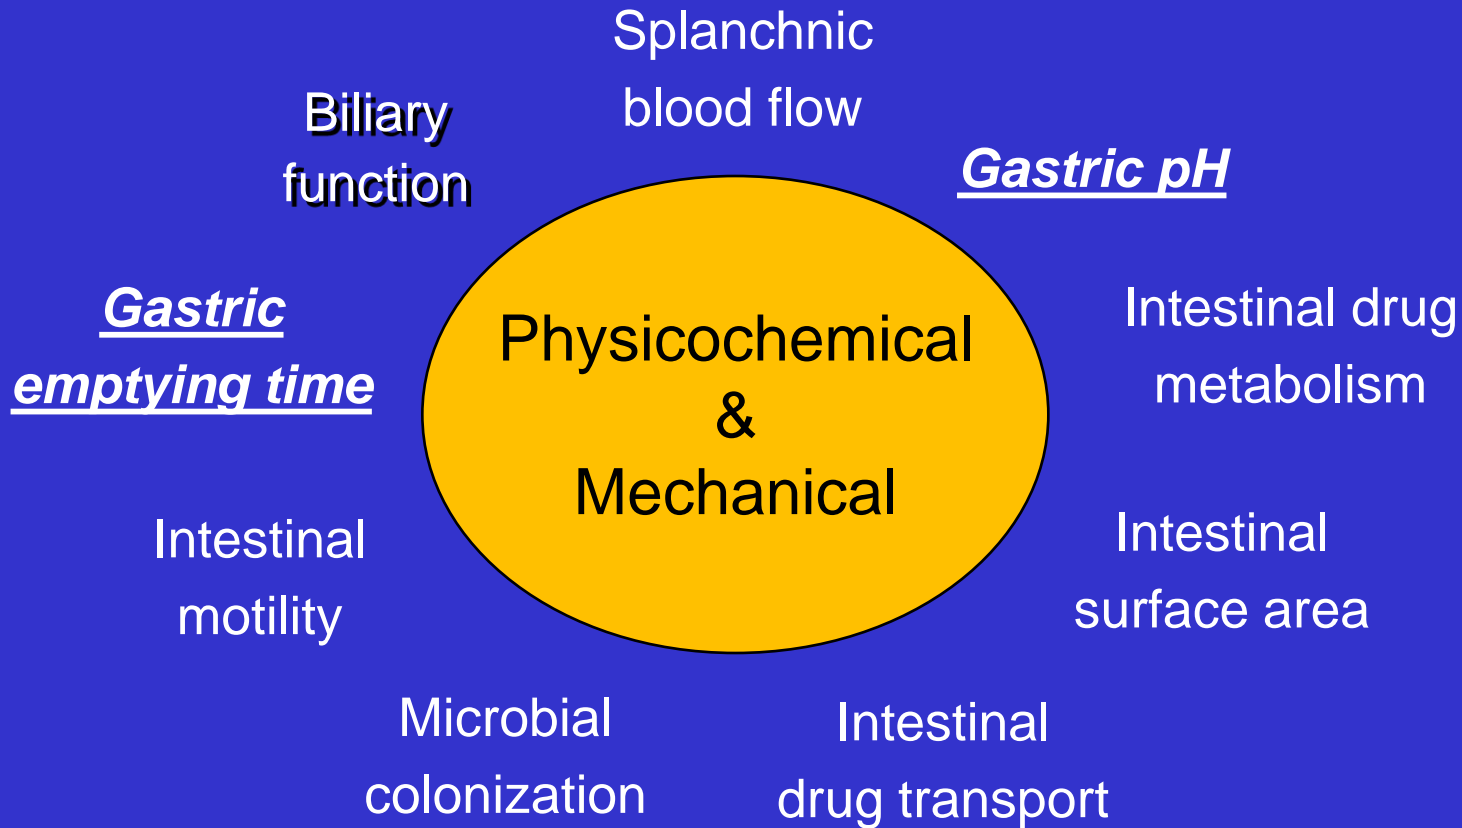 Splanchnic
blood flow
Biliary
function
Gastric pH
Gastric
emptying time
Physicochemical
&
Mechanical
Intestinal drug
metabolism
Intestinal
motility
Intestinal
surface area
Microbial
colonization
Intestinal
drug transport